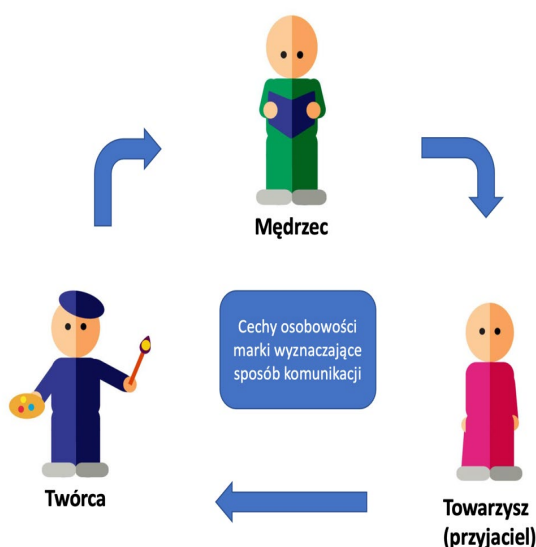 Mędrzec
Cechy osobowości
marki wyznaczające
sposób komunikacji
Twórca
Towarzysz
(przyjaciel)